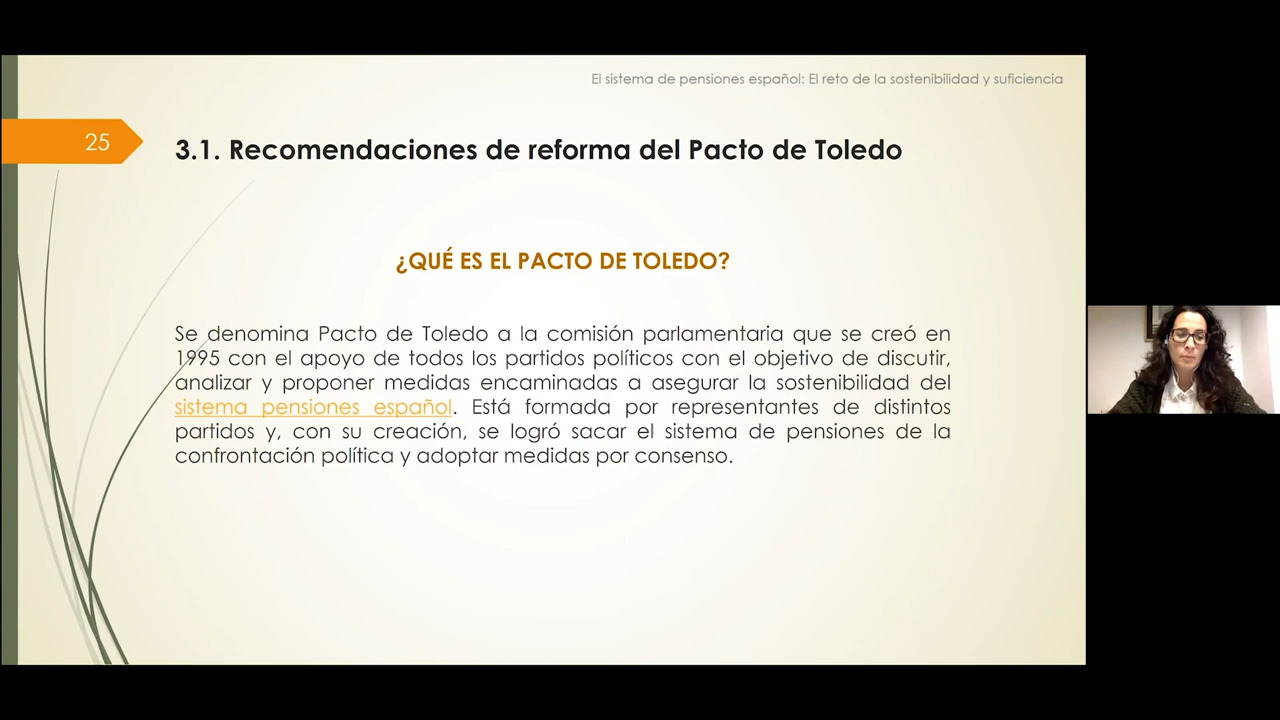 El sistema de pensiones español: El reto de la sostenibilidad y suficiencia
25
3.1. Recomendaciones de reforma del Pacto de Toledo
¿QUÉ ES EL PACTO DE TOLEDO?
Se denomina Pacto de Toledo a la comisión parlamentaria que se creó en
1995 con el apoyo de todos los partidos políticos con el objetivo de discutir,
analizar y proponer medidas encaminadas a asegurar la sostenibilidad del
sistema pensiones español. Está formada por representantes de distintos
partidos y, con su creación, se logró sacar el sistema de pensiones de la
confrontación política y adoptar medidas por consenso.